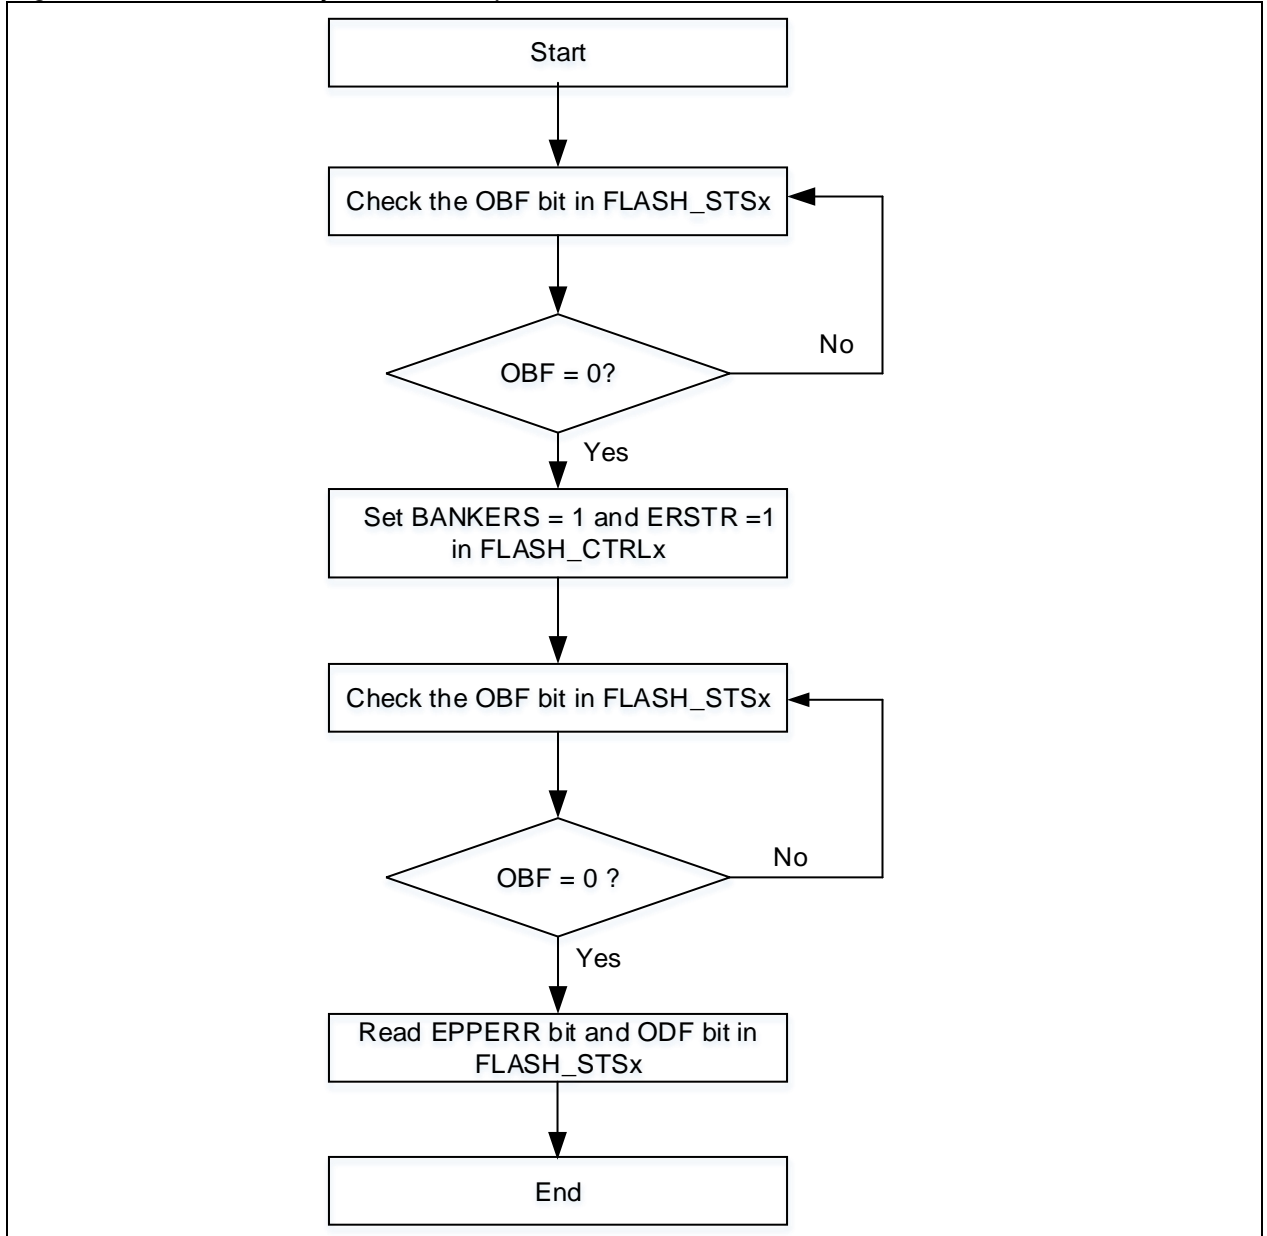 Start
Check the OBF bit in FLASH_STSx
No
OBF = 0?
Yes
Set BANKERS = 1 and ERSTR =1
in FLASH_CTRLx
Check the OBF bit in FLASH_STSx
No
OBF = 0 ?
Yes
Read EPPERR bit and ODF bit in
FLASH_STSx
End